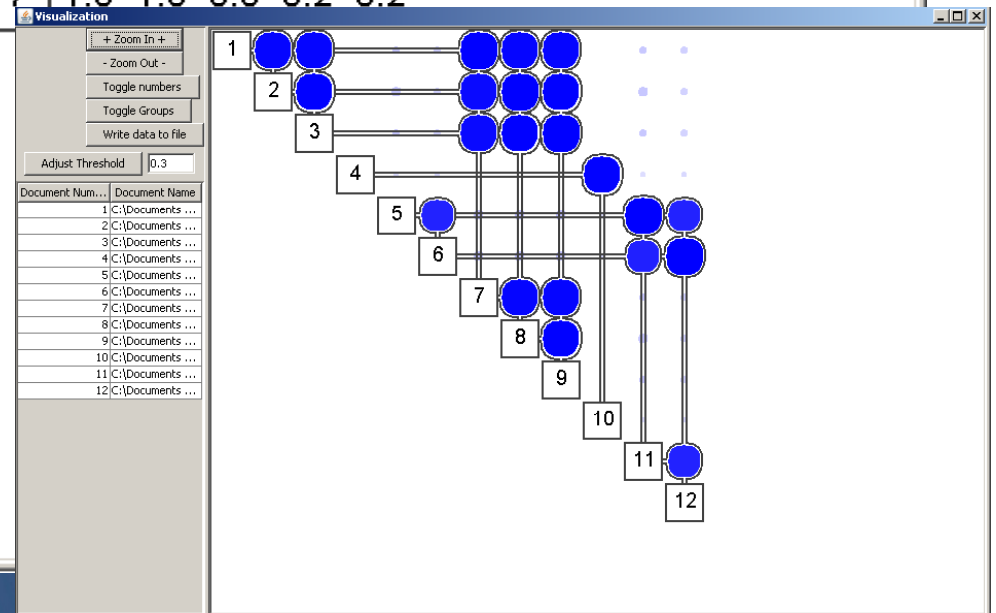 Visualization
+ Zoom In +
- Zoom Out -
Toggle numbers
Toggle Groups
Write data to file
Adjust Threshold 0.3
Document Num... Document Name
1 C:\Documents ...
2 C:\Documents ...
3 C:\Documents ...
4 C:\Documents ...
5 C:\Documents ...
6 C:\Documents ...
7 C:\Documents ...
8 C:\Documents ...
9 C:\Documents ...
10 C:\Documents ...
11 C:\Documents ...
12 C:\Documents ...
1
2
3
4
5
6
7
8
9
10
11
12